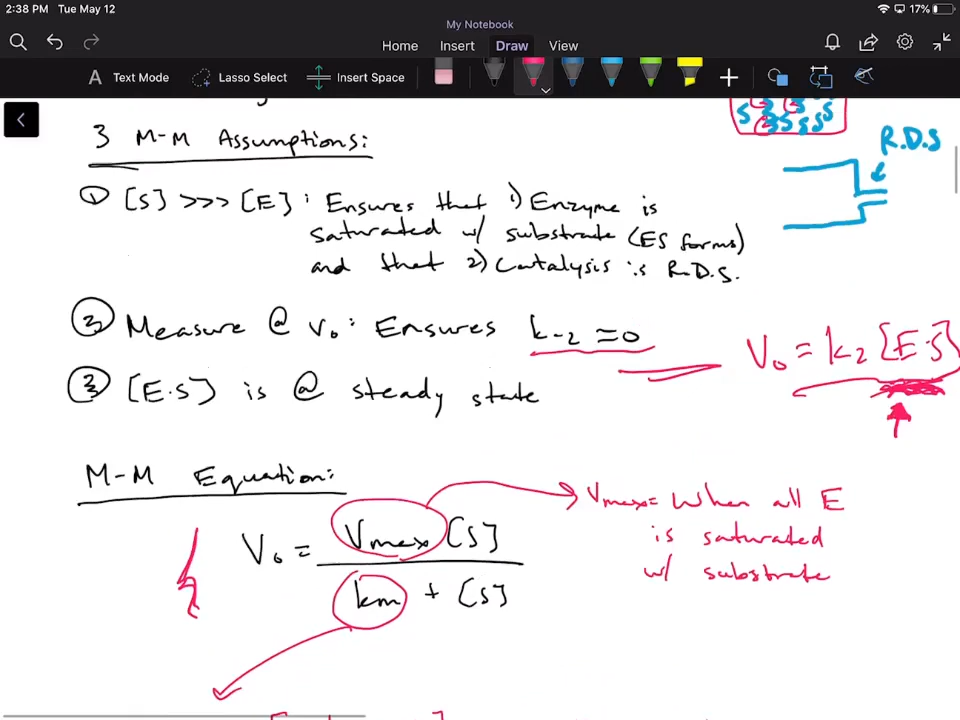 2:38 PM Tue May 12
17%
My Notebook
Home Insert Draw View
Text Mode Lasso Select Insert Space
S S S S S S S
R.D.S
3 M-M Assumptions:
① [S] >>> [E]: Ensures that 1) Enzyme is
saturated w/ substrate (ES forms)
and that 2) Catalysis is R.D.S.
② Measure @ V₀: Ensures k-2 ≈ 0
V₀ = k₂ [E·S]
③ [E·S] is @ steady state
M-M Equation:
V₀ = Vmax [S]
km + [S]
Vmax = When all E
is saturated
w/ substrate